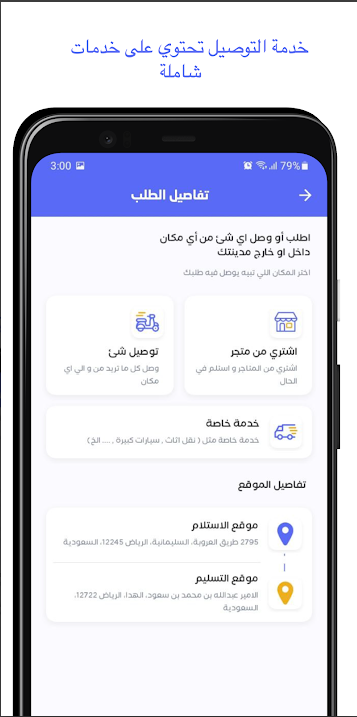 خدمة التوصيل تحتوي على خدمات
شاملة
3:00
79%
تفاصيل الطلب
اطلب أو وصل اي شئ من أي مكان
داخل او خارج مدينتك
اختر المكان اللي تبيه يوصل فيه طلبك
اشتري من متجر
اشتري من المتاجر و استلم في
الحال
توصيل شئ
وصل كل ما تريد من و الي اي
مكان
خدمة خاصة
خدمة خاصة مثل ( نقل اثاث , سيارات كبيرة , .... الخ)
تفاصيل الموقع
موقع الاستلام
2795 طريق العروبة، السليمانية، الرياض 12245، السعودية
موقع التسليم
الامير عبدالله بن محمد بن سعود، الهدا، الرياض 12722،
السعودية